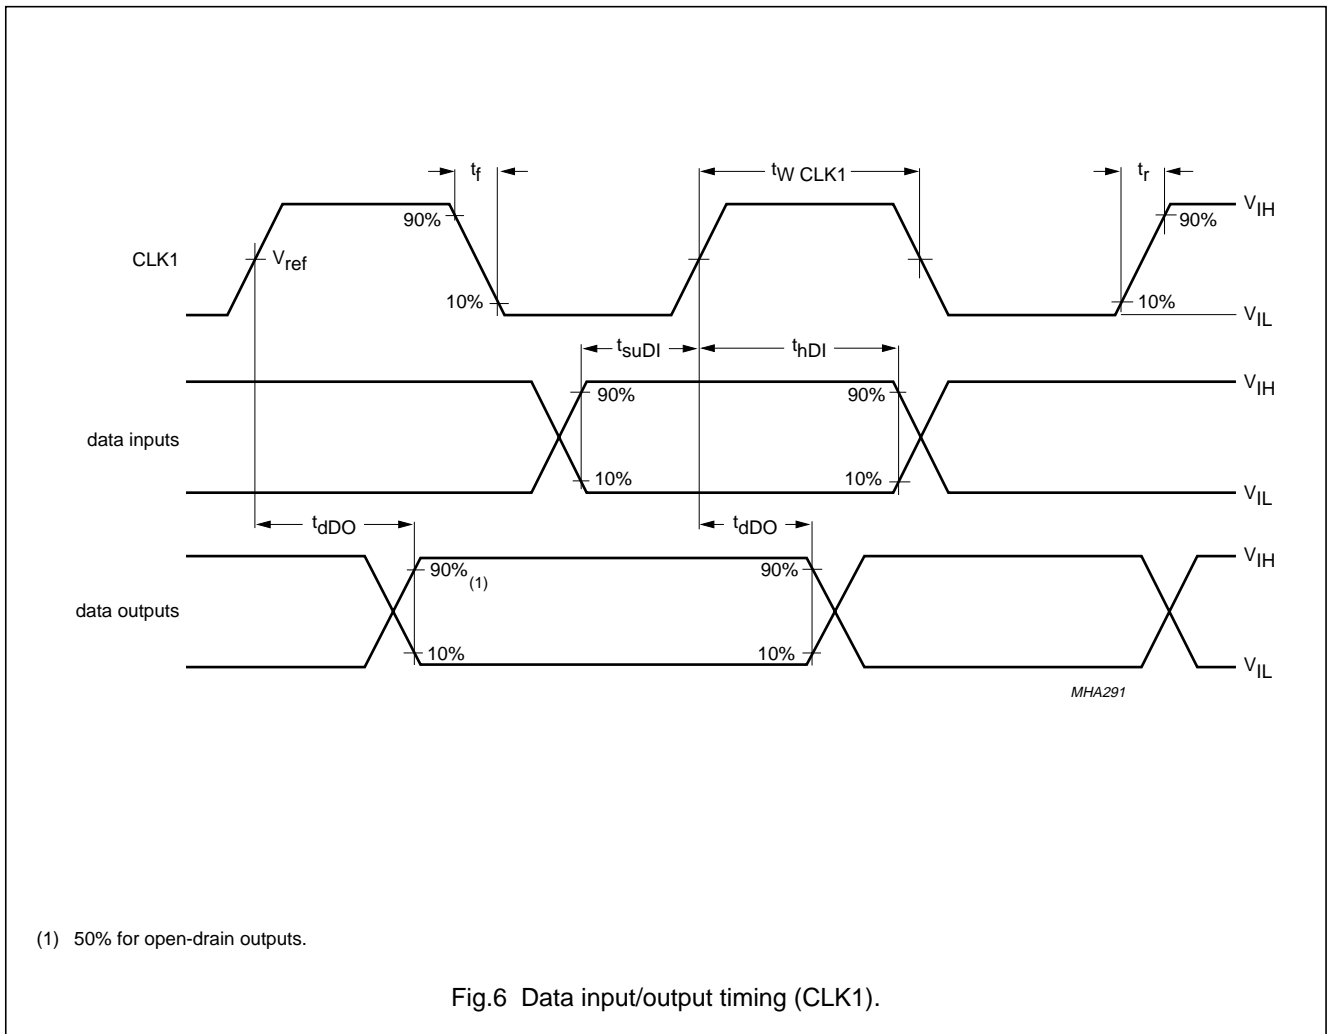 tf
tW CLK1
tr
VIH
90%
90%
CLK1
Vref
10%
10%
VIL
tsuDI
thDI
VIH
90%
90%
data inputs
10%
10%
VIL
tdDO
tdDO
VIH
90% (1)
90%
data outputs
10%
10%
VIL
MHA291
(1) 50% for open-drain outputs.
Fig.6 Data input/output timing (CLK1).